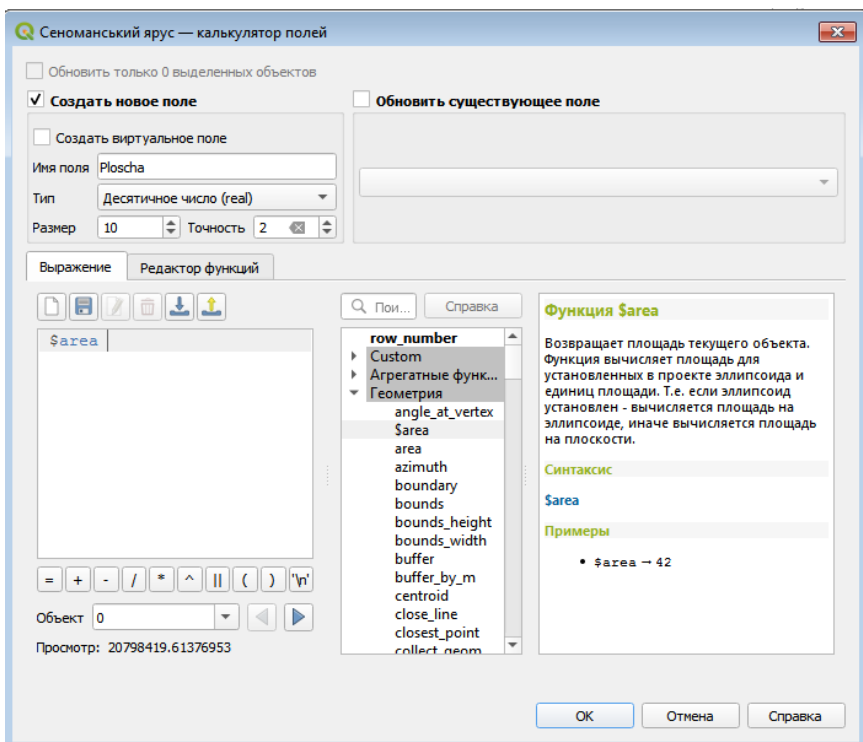 Сеноманський ярус — калькулятор полей
Обновить только 0 выделенных объектов
Создать новое поле
Обновить существующее поле
Создать виртуальное поле
Имя поля Ploscha
Тип Десятичное число (real)
Размер 10 Точность 2
Выражение Редактор функций
Пои... Справка
$area
row_number
Custom
Агрегатные функ...
Геометрия
angle_at_vertex
$area
area
azimuth
boundary
bounds
bounds_height
bounds_width
buffer
buffer_by_m
centroid
close_line
closest_point
collect_geom
Функция $area
Возвращает площадь текущего объекта.
Функция вычисляет площадь для
установленных в проекте эллипсоида и
единиц площади. Т.е. если эллипсоид
установлен - вычисляется площадь на
эллипсоиде, иначе вычисляется площадь
на плоскости.
Синтаксис
$area
Примеры
• $area → 42
= + - / * ^ || ( ) '\n'
Объект 0
Просмотр: 20798419.61376953
OK Отмена Справка